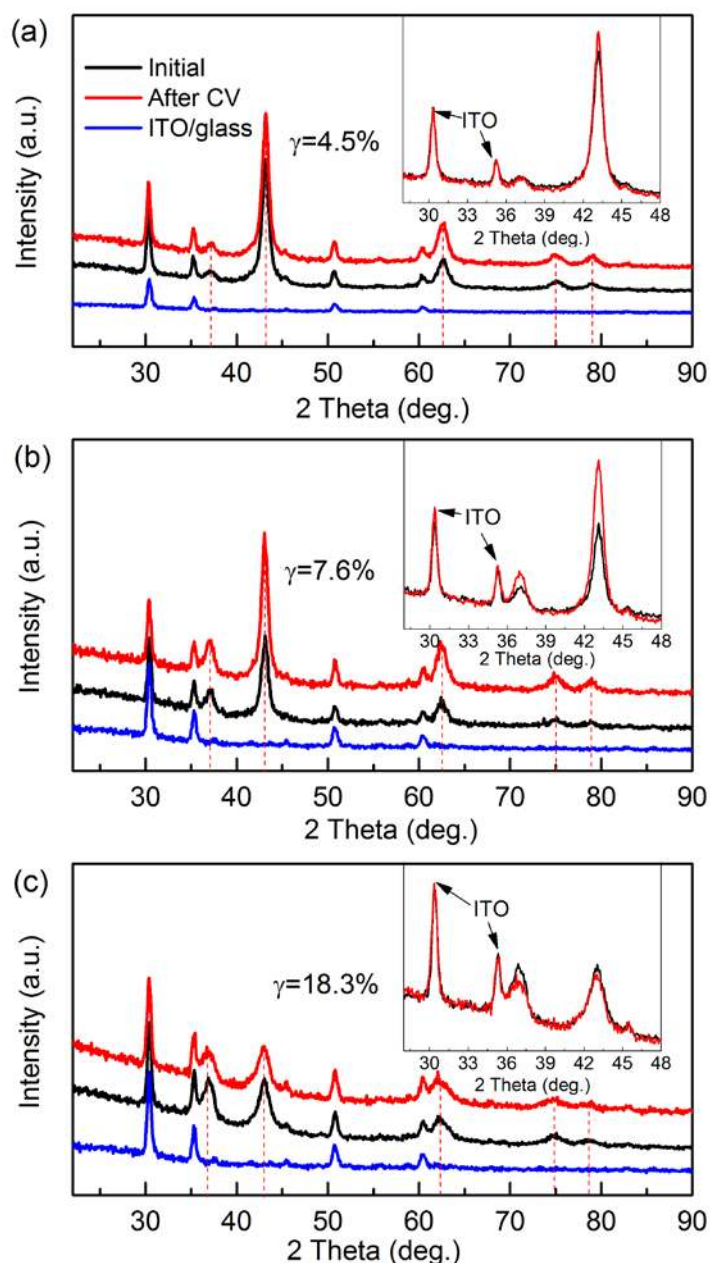 (a)
Initial
After CV
ITO/glass
γ=4.5%
ITO
30 33 36 39 42 45 48
2 Theta (deg.)
Intensity (a.u.)
30 40 50 60 70 80 90
2 Theta (deg.)
(b)
γ=7.6%
ITO
30 33 36 39 42 45 48
2 Theta (deg.)
Intensity (a.u.)
30 40 50 60 70 80 90
2 Theta (deg.)
(c)
γ=18.3%
ITO
30 33 36 39 42 45 48
2 Theta (deg.)
Intensity (a.u.)
30 40 50 60 70 80 90
2 Theta (deg.)